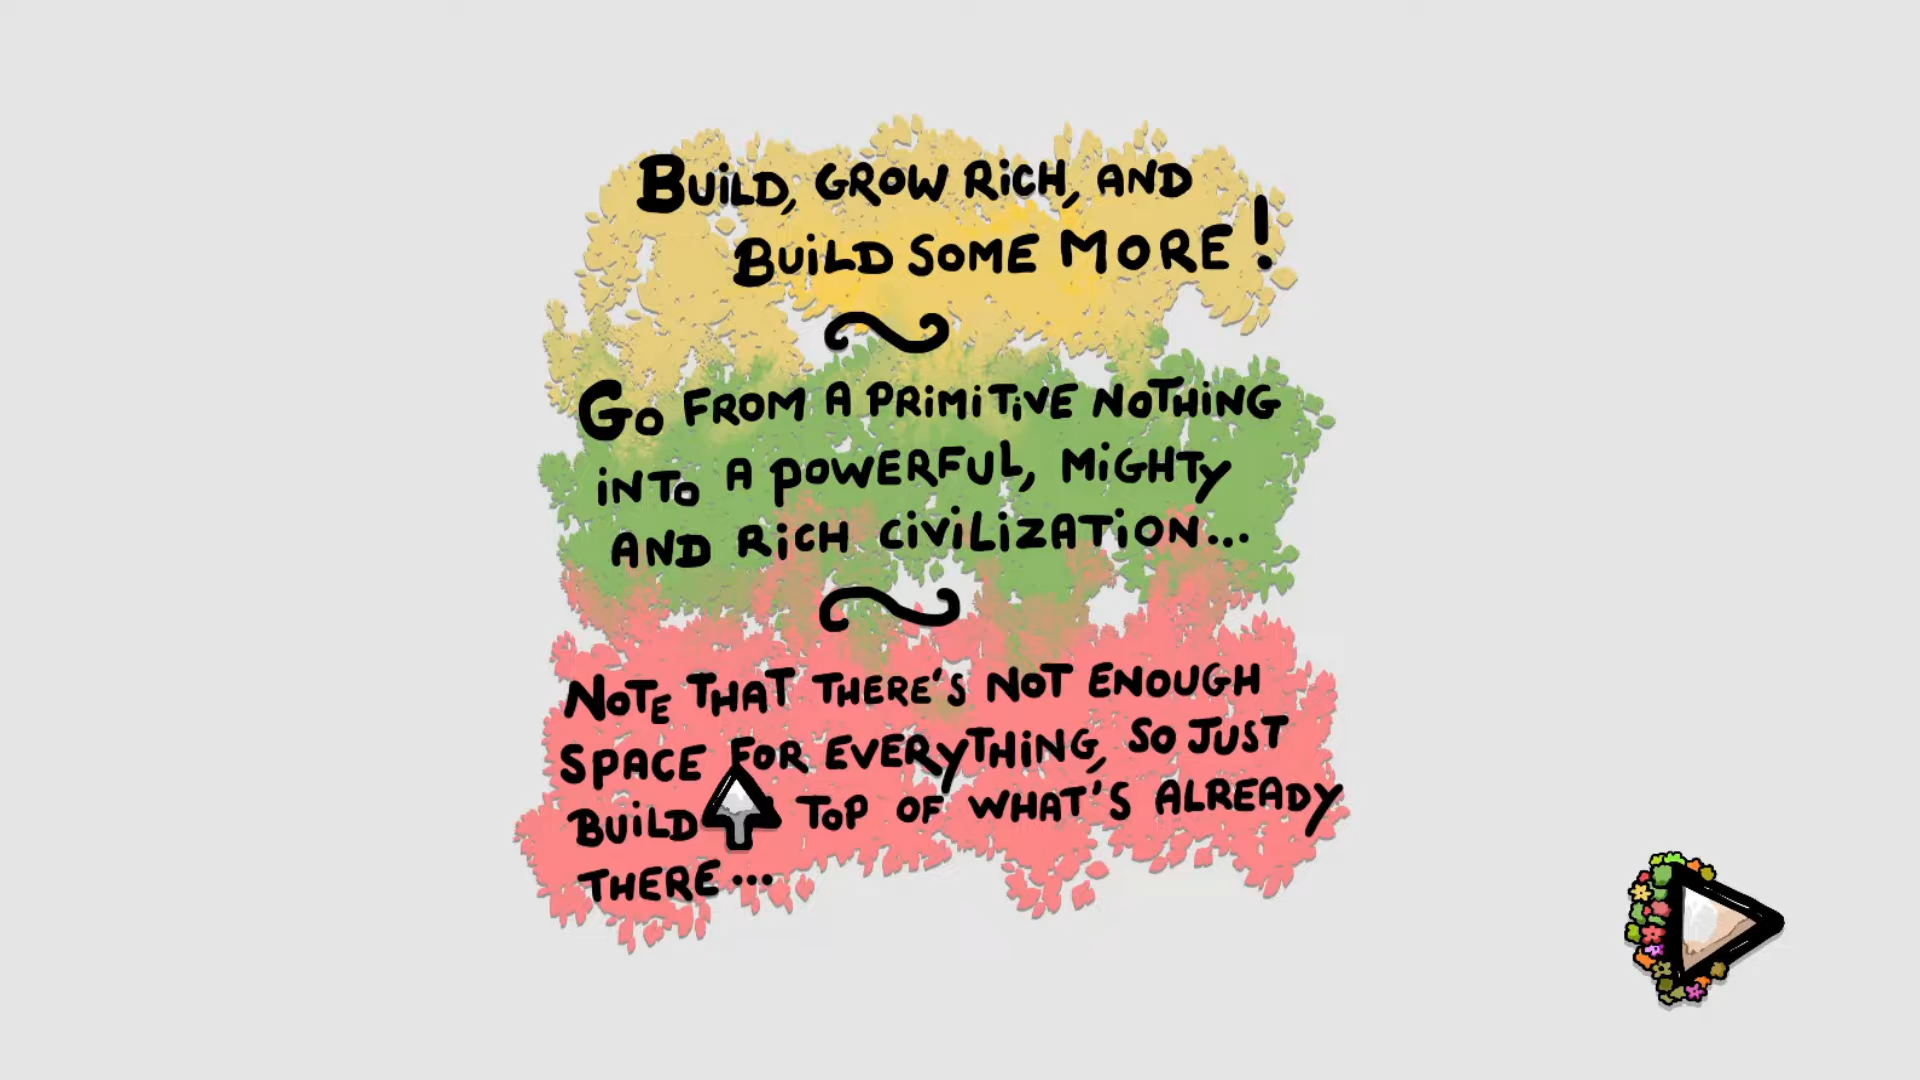 BUiLD, GROW RiCH, AND
BUiLD SOME MORE!
GO FROM A PRiMiTiVE NOTHiNG
iNTO A POWERFUL, MiGHTY
AND RiCH CiViLiZATiON...
NOTE THAT THERE'S NOT ENOUGH
SPACE FOR EVERYTHiNG, SO JUST
BUiLD TOP OF WHAT'S ALREADY
THERE...